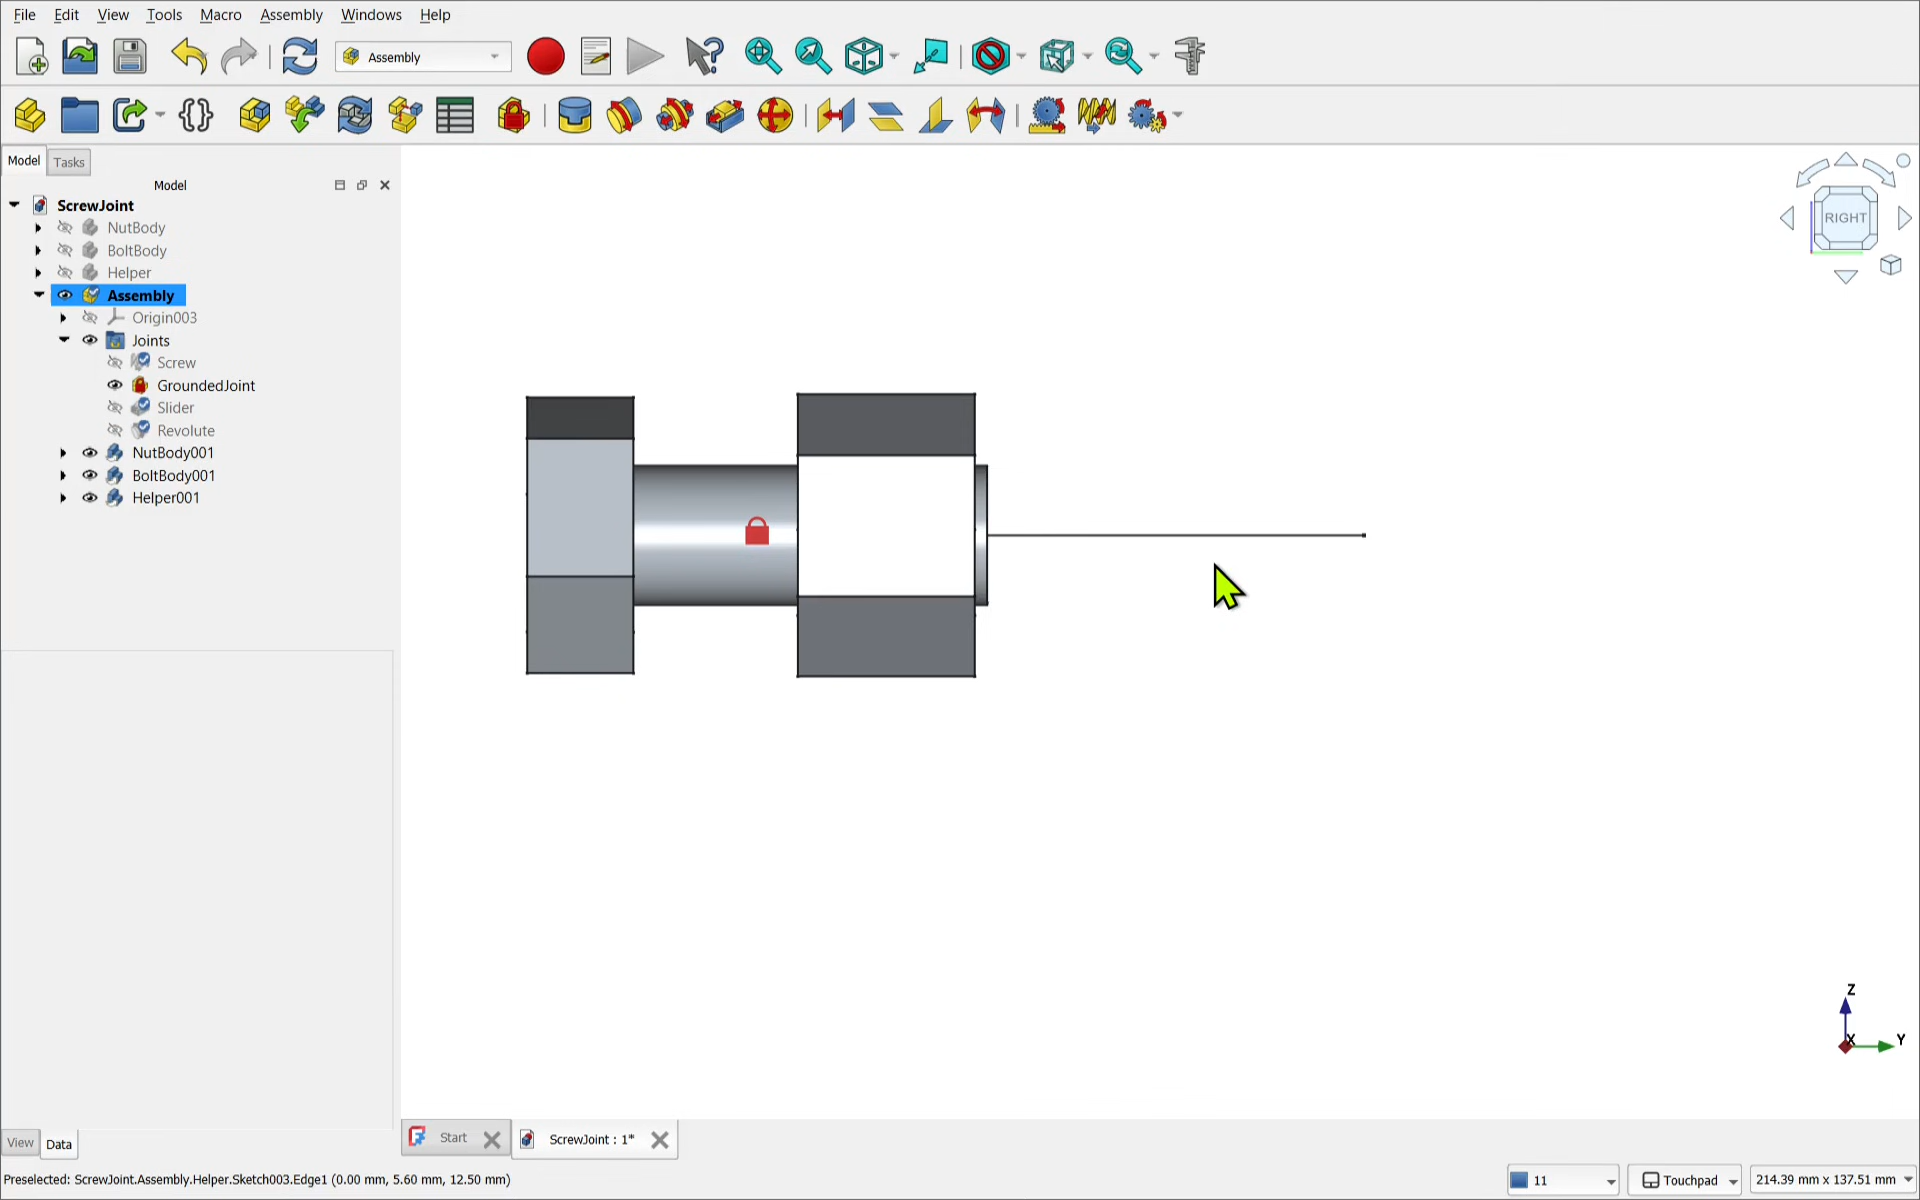 File Edit View Tools Macro Assembly Windows Help
Assembly
Model Tasks
Model
ScrewJoint
NutBody
BoltBody
Helper
Assembly
Origin003
Joints
Screw
GroundedJoint
Slider
Revolute
NutBody001
BoltBody001
Helper001
RIGHT
Z
X
Y
View Data
Start
ScrewJoint : 1*
Preselected: ScrewJoint.Assembly.Helper.Sketch003.Edge1 (0.00 mm, 5.60 mm, 12.50 mm)
11
Touchpad
214.39 mm x 137.51 mm